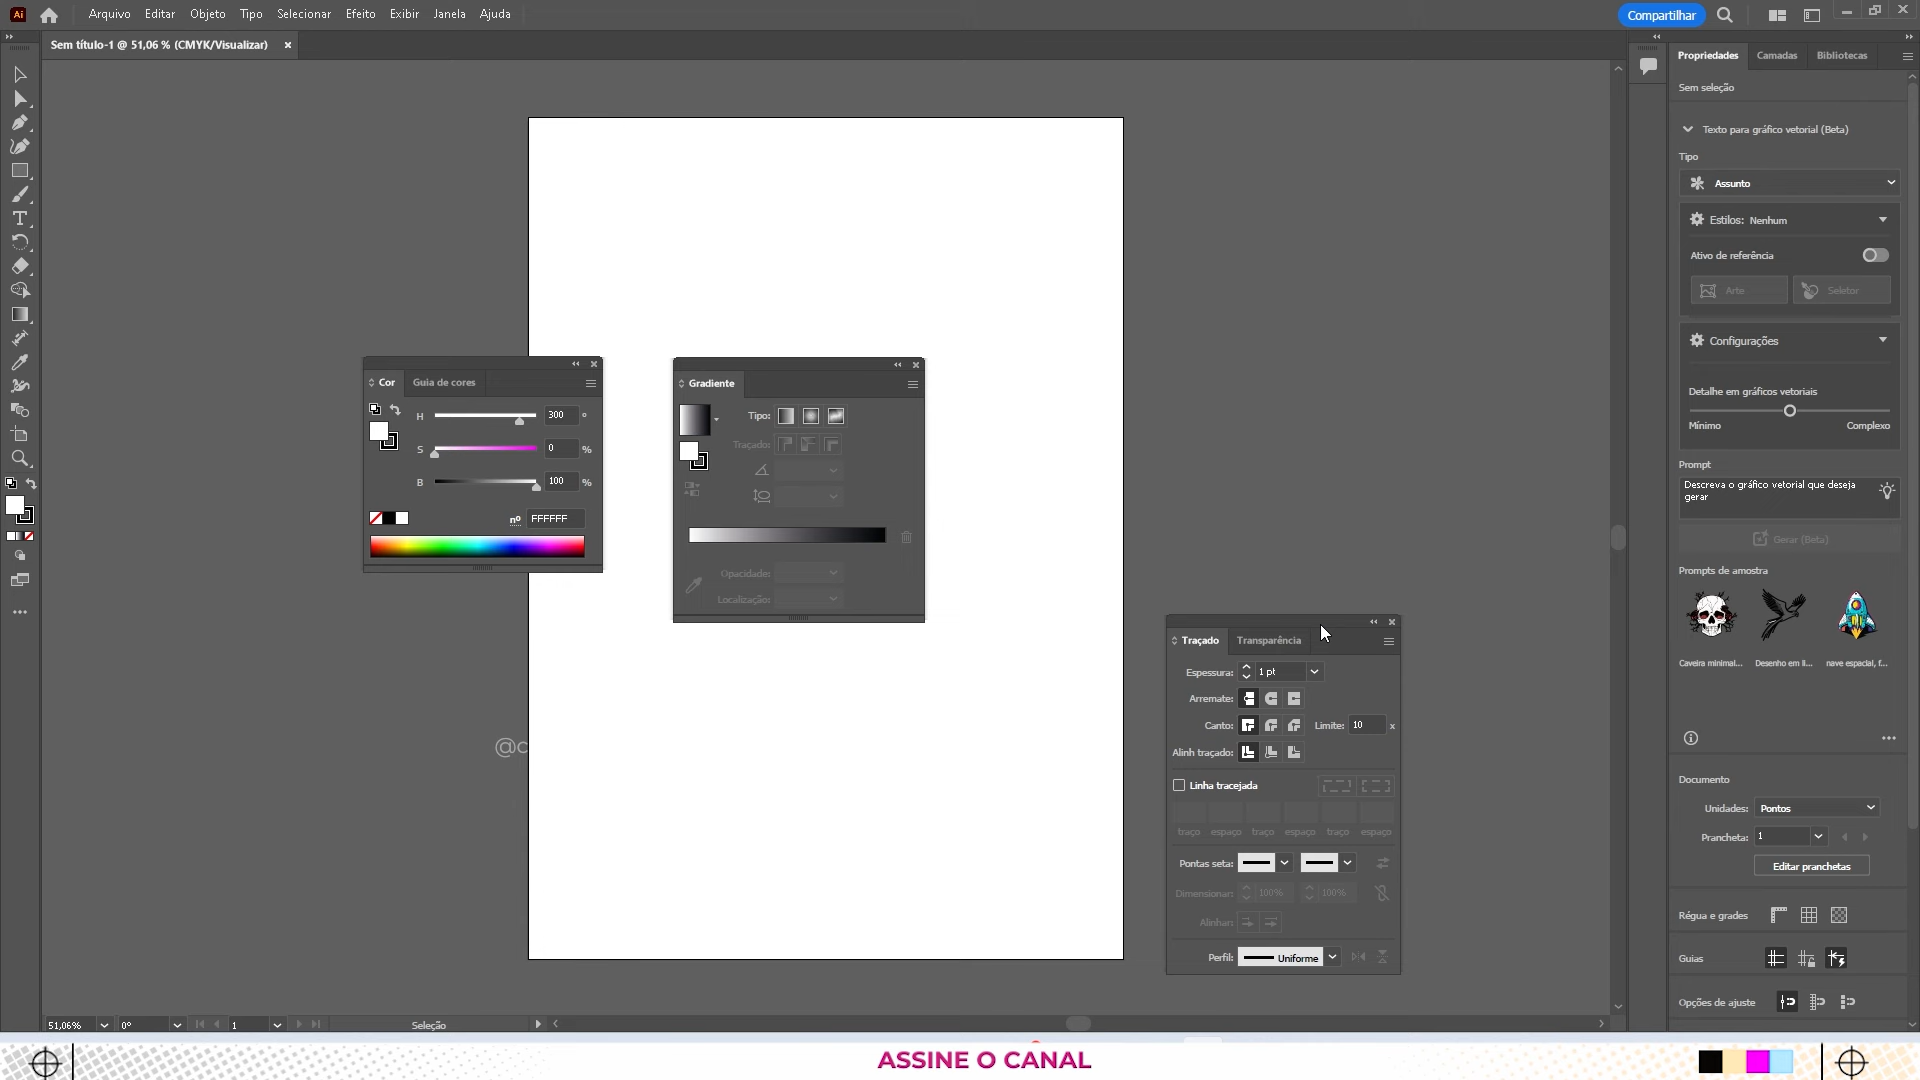 Ai
Arquivo Editar Objeto Tipo Selecionar Efeito Exibir Janela Ajuda
Compartilhar
Sem título-1 @ 51,06 % (CMYK/Visualizar)
Propriedades Camadas Bibliotecas
Sem seleção
Texto para gráfico vetorial (Beta)
Tipo
Assunto
Estilos: Nenhum
Ativo de referência
Arte Seletor
Configurações
Detalhe em gráficos vetoriais
Mínimo Complexo
Prompt
Descreva o gráfico vetorial que deseja
gerar
Gerar (Beta)
Prompts de amostra
Caveira minimal... Desenho em li... nave espacial, f...
Documento
Unidades: Pontos
Prancheta: 1
Editar pranchetas
Régua e grades
Guias
Opções de ajuste
Cor Guia de cores
H 300 °
S 0 %
B 100 %
nº FFFFFF
Gradiente
Tipo:
Traçado:
Opacidade:
Localização:
@c
Traçado Transparência
Espessura: 1 pt
Arremate:
Canto: Limite: 10 x
Alinh traçado:
Linha tracejada
traço espaço traço espaço traço espaço
Pontas seta:
Dimensionar: 100% 100%
Alinhar:
Perfil: Uniforme
51,06% 0° 1 Seleção
ASSINE O CANAL